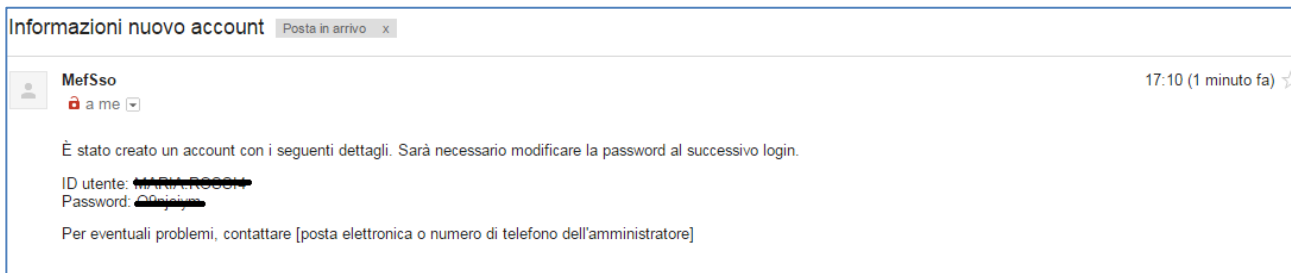 Informazioni nuovo account Posta in arrivo x
MefSso 17:10 (1 minuto fa)
a me
È stato creato un account con i seguenti dettagli. Sarà necessario modificare la password al successivo login.
ID utente:
Password:
Per eventuali problemi, contattare [posta elettronica o numero di telefono dell'amministratore]